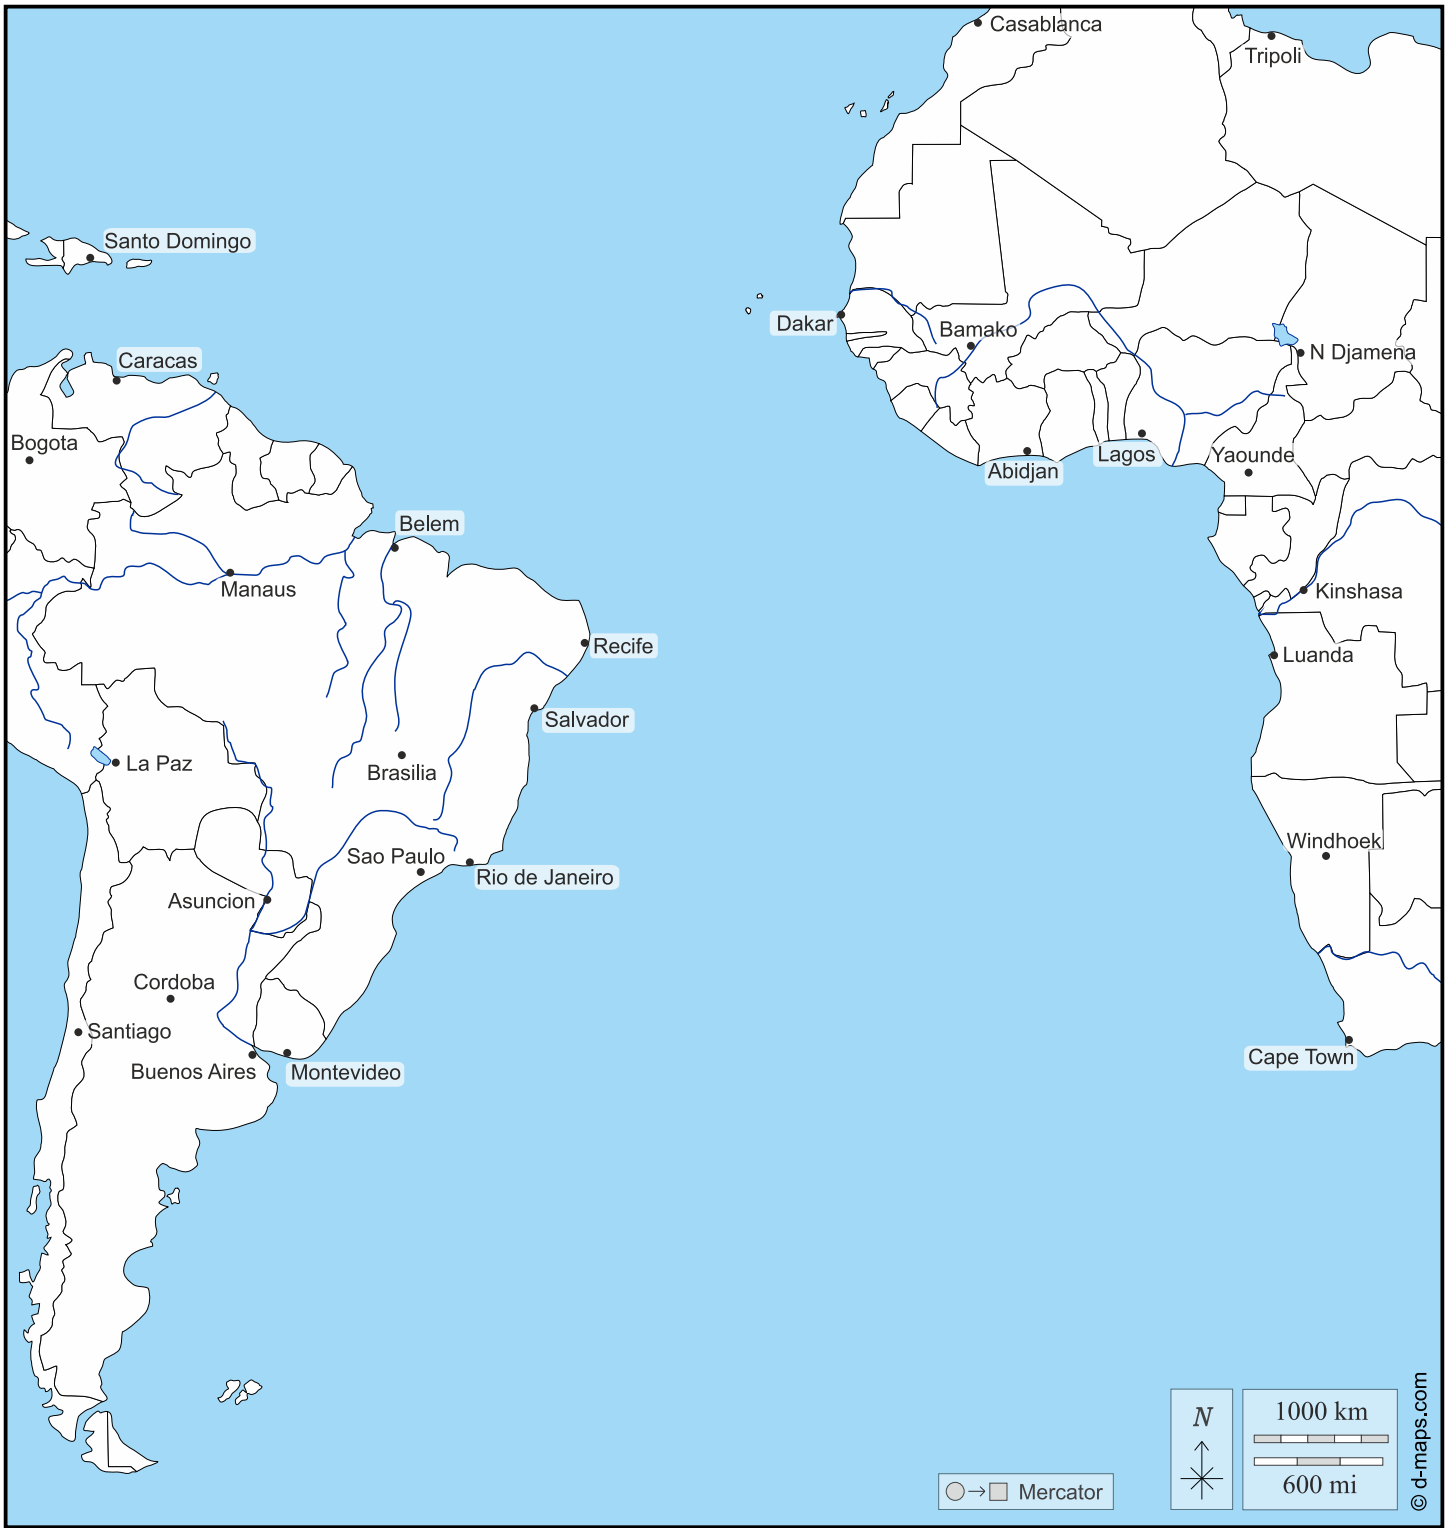 Casablanca
Tripoli
Santo Domingo
Dakar
Bamako
N Djamena
Caracas
Bogota
Lagos
Yaounde
Abidjan
Belem
Manaus
Kinshasa
Recife
Luanda
Salvador
La Paz
Brasilia
Windhoek
Sao Paulo
Rio de Janeiro
Asuncion
Cordoba
Santiago
Buenos Aires
Montevideo
Cape Town
N
1000 km
600 mi
Mercator
© d-maps.com